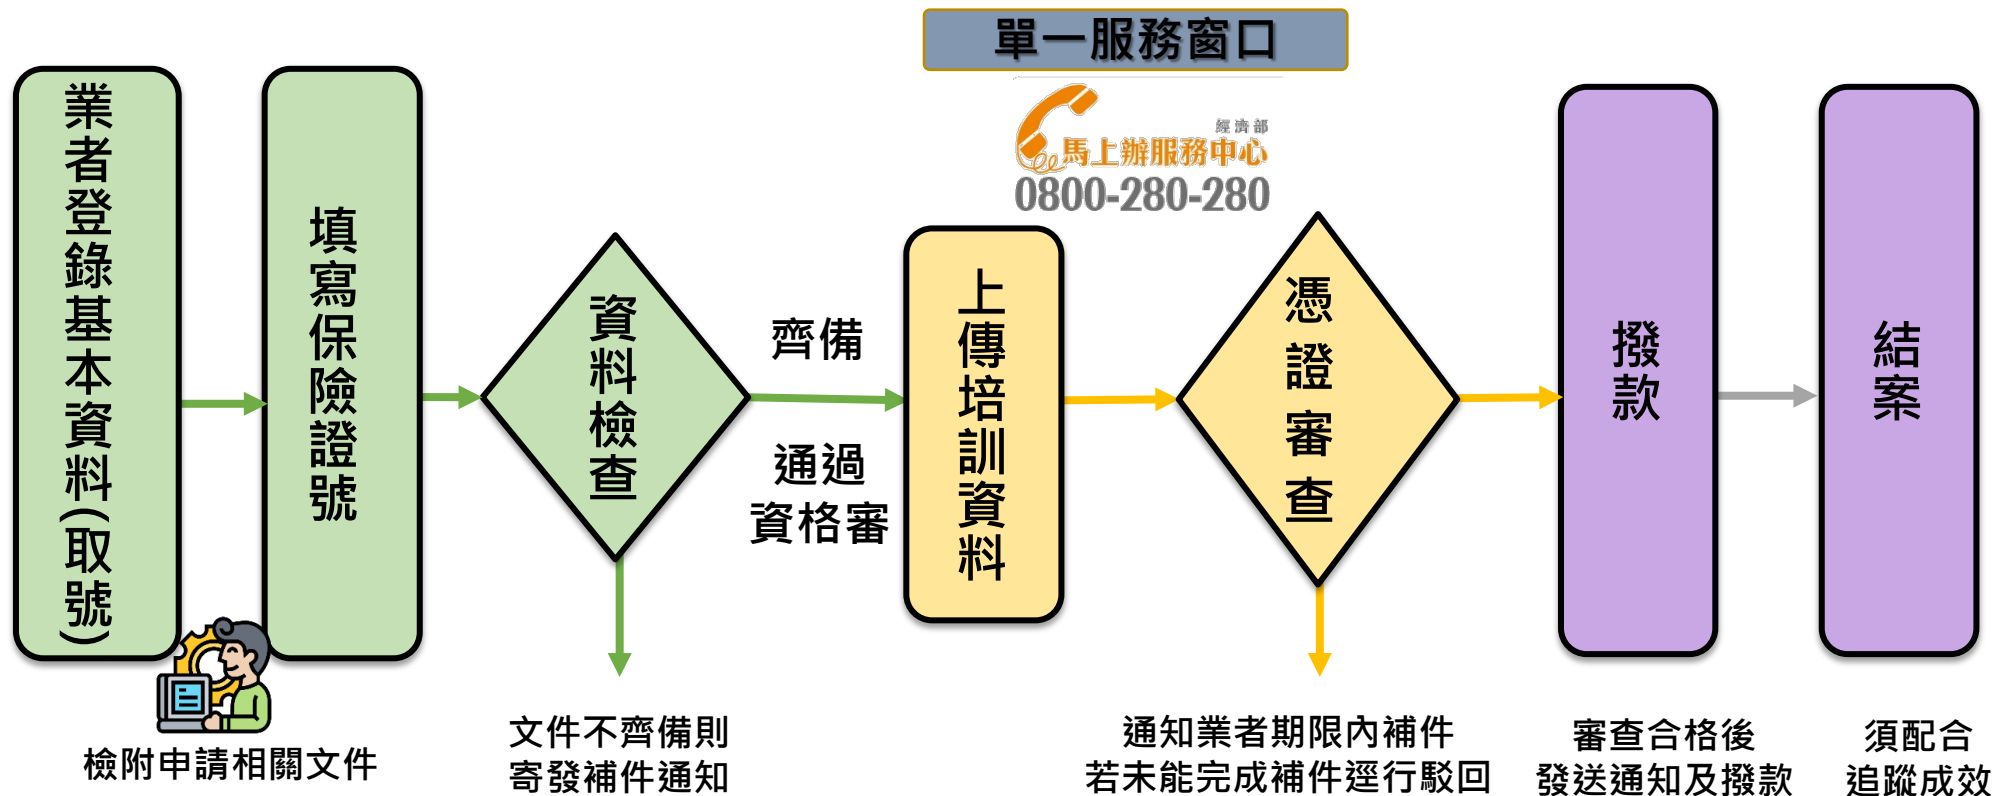 單一服務窗口
經濟部
馬上辦服務中心
0800-280-280
業者登錄基本資料(取號)
填寫保險證號
檢附申請相關文件
資料檢查
齊備
通過
資格審
文件不齊備則
寄發補件通知
上傳培訓資料
憑證審查
通知業者期限內補件
若未能完成補件逕行駁回
撥款
審查合格後
發送通知及撥款
結案
須配合
追蹤成效